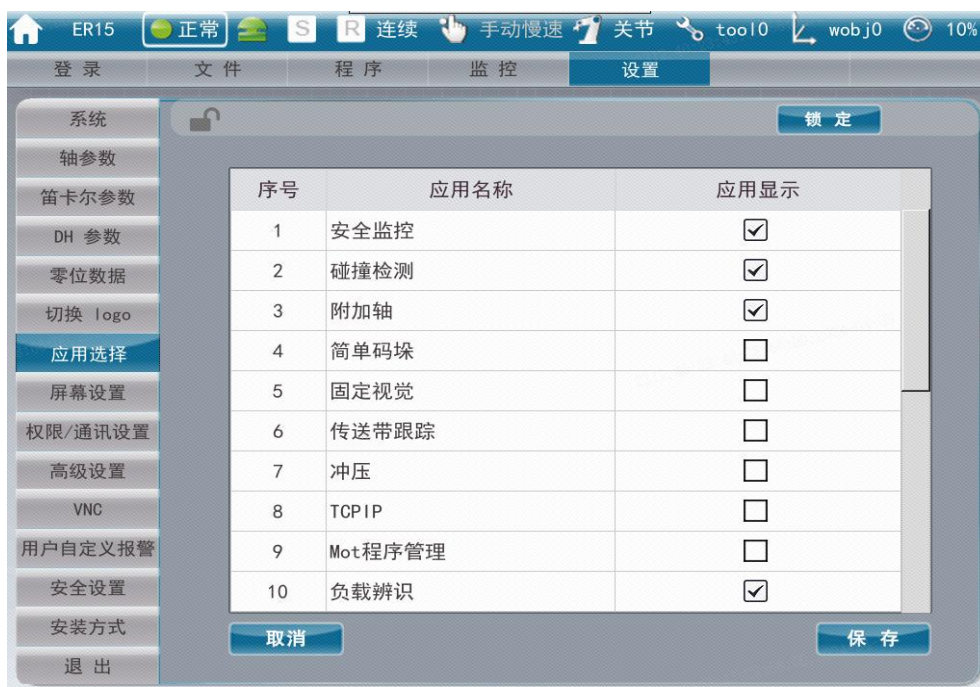 ER15 正常 S R 连续 手动慢速 关节 tool0 wobj0 10%
登 录 文 件 程 序 监 控 设置
系统
轴参数
笛卡尔参数
DH 参数
零位数据
切换 logo
应用选择
屏幕设置
权限/通讯设置
高级设置
VNC
用户自定义报警
安全设置
安装方式
退 出
锁 定
序号 应用名称 应用显示
1 安全监控
2 碰撞检测
3 附加轴
4 简单码垛
5 固定视觉
6 传送带跟踪
7 冲压
8 TCPIP
9 Mot程序管理
10 负载辨识
取消 保 存